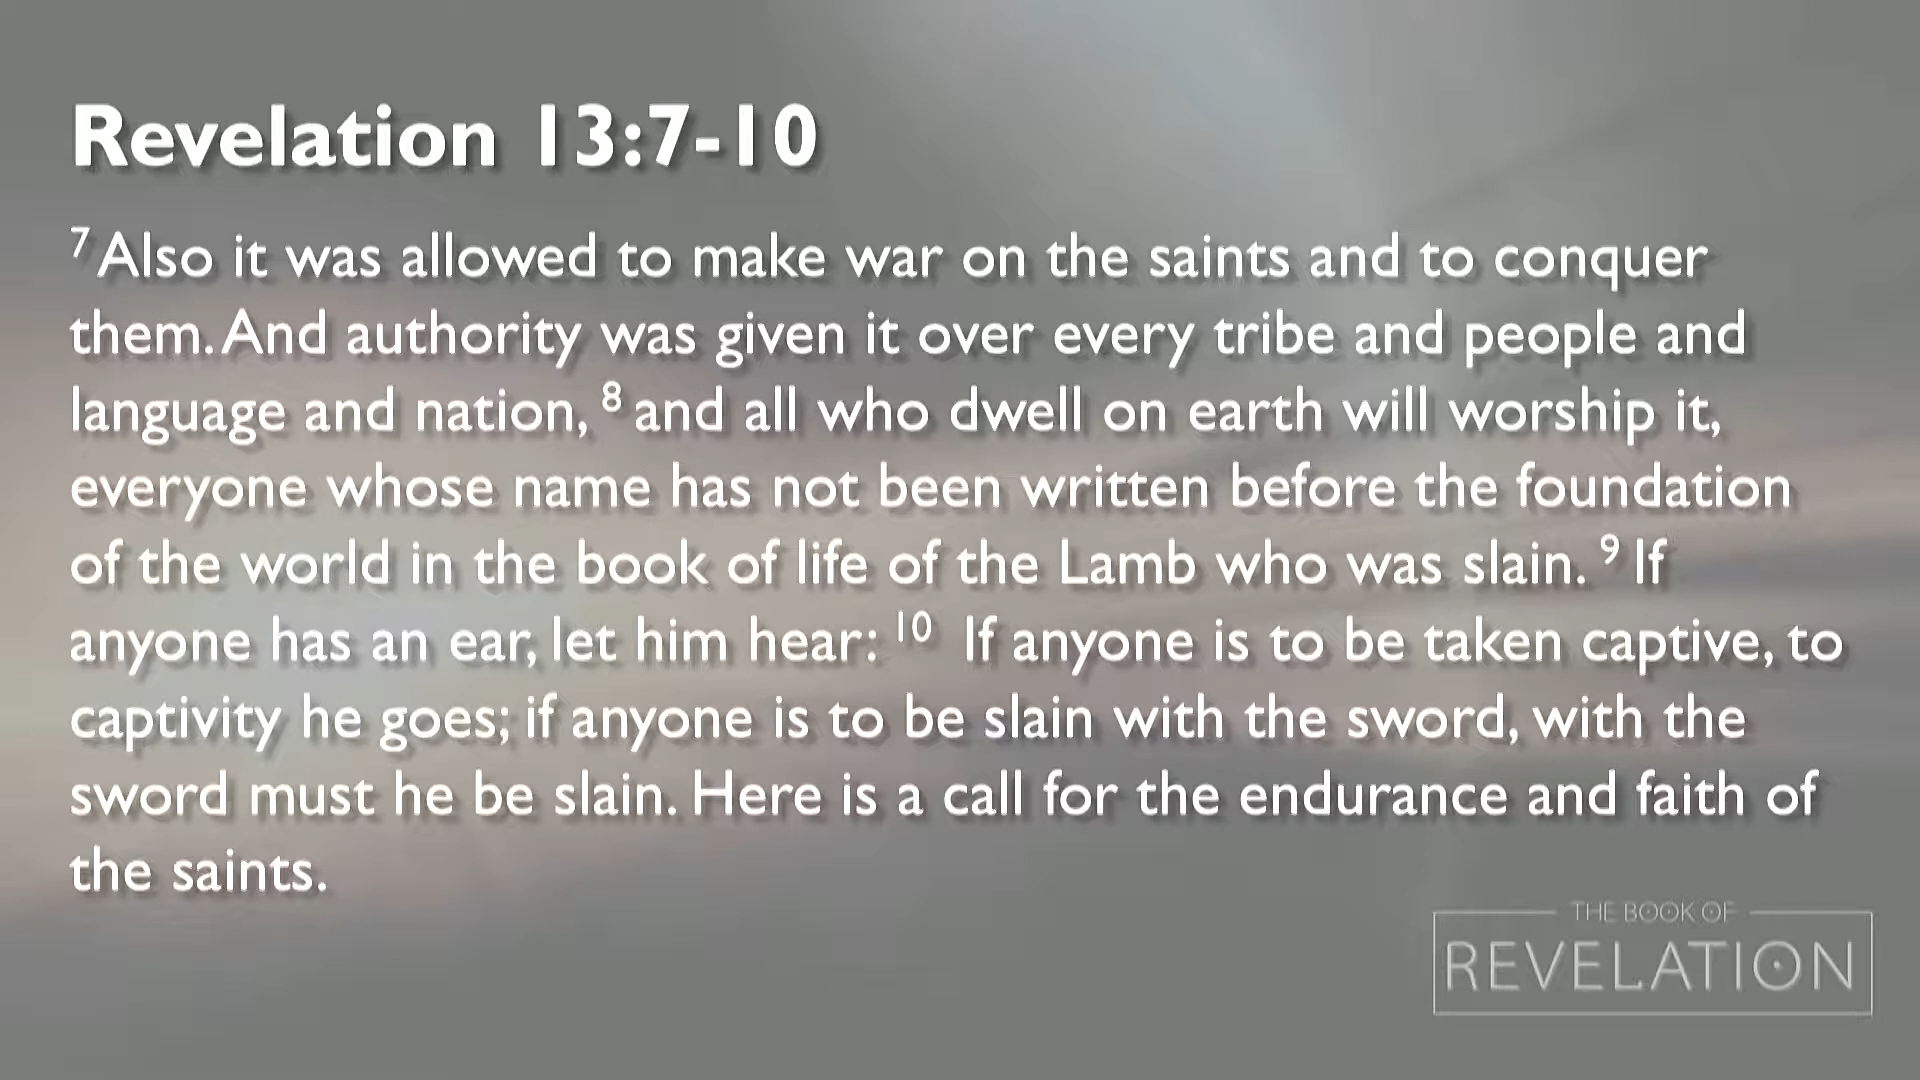 Revelation 13:7-10
7 Also it was allowed to make war on the saints and to conquer
them. And authority was given it over every tribe and people and
language and nation, 8 and all who dwell on earth will worship it,
everyone whose name has not been written before the foundation
of the world in the book of life of the Lamb who was slain. 9 If
anyone has an ear, let him hear: 10 If anyone is to be taken captive, to
captivity he goes; if anyone is to be slain with the sword, with the
sword must he be slain. Here is a call for the endurance and faith of
the saints.
THE BOOK OF
REVELATION